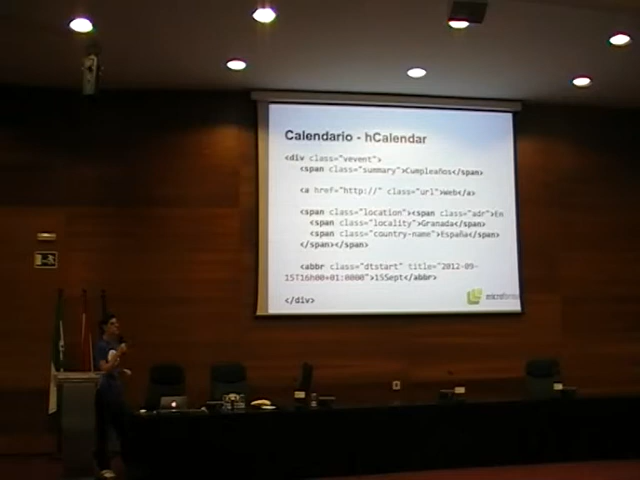 Calendario - hCalendar
<div class="vevent">
<span class="summary">Cumpleaños</span>
<a href="http://" class="url">Web</a>
<span class="location"><span class="adr">En
<span class="locality">Granada</span>
<span class="country-name">España</span>
</span></span>
<abbr class="dtstart" title="2012-09-
15T16h00+01:0000">15Sept</abbr>
</div>
microformats